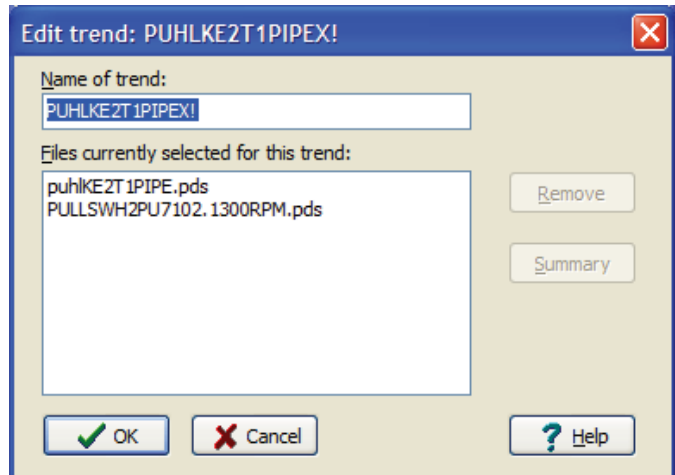 Edit trend: PUHLKE2T1PIPEX!
Name of trend:
PUHLKE2T1PIPEX!
Files currently selected for this trend:
puhlKE2T1PIPE.pds
PULLSWH2PU7102.1300RPM.pds
Remove
Summary
OK
Cancel
? Help